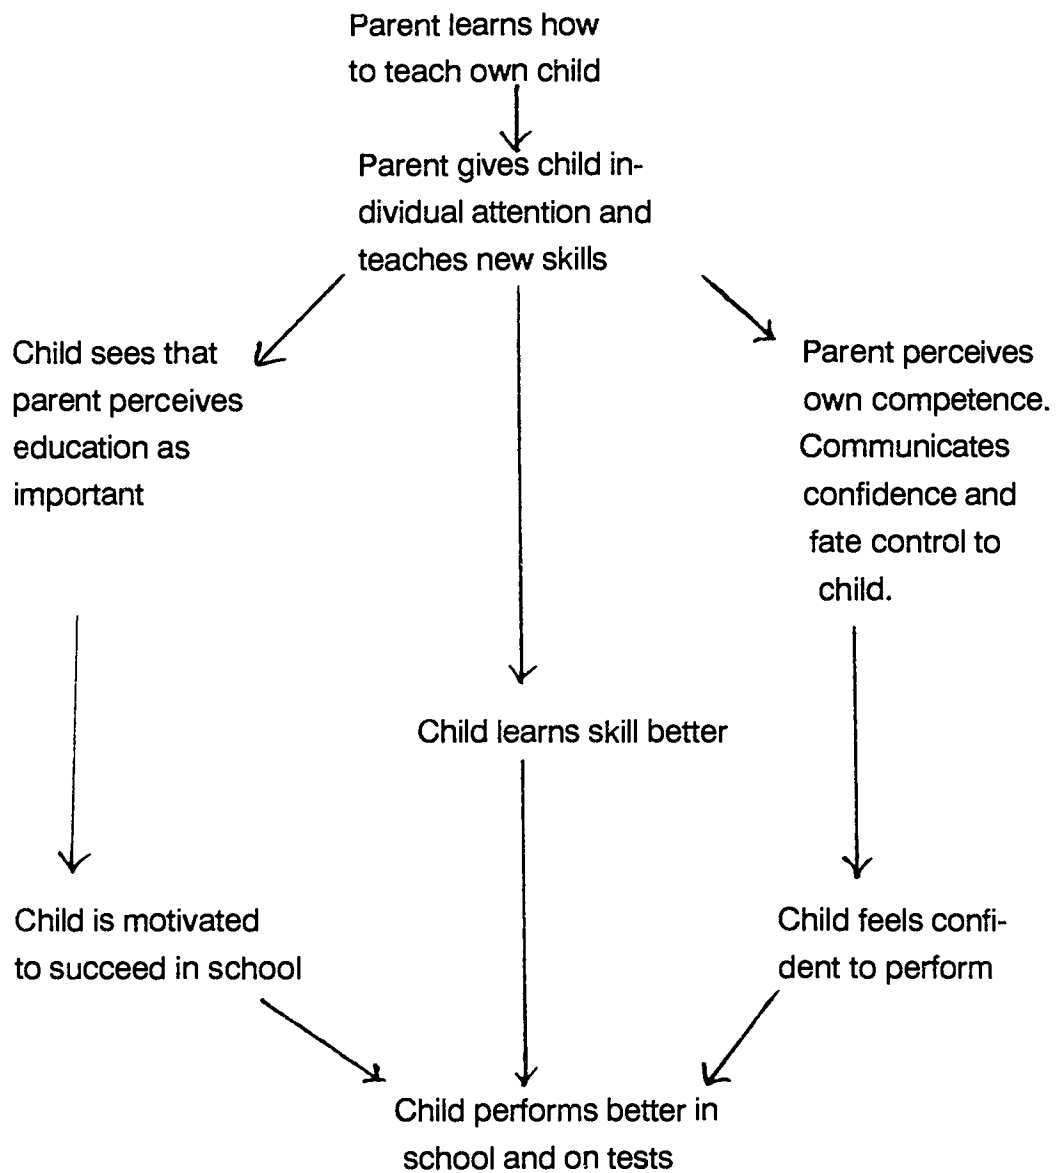 Parent learns how
to teach own child
Parent gives child in-
dividual attention and
teaches new skills
Child sees that
parent perceives
education as
important
Parent perceives
own competence.
Communicates
confidence and
fate control to
child.
Child learns skill better
Child is motivated
to succeed in school
Child feels confi-
dent to perform
Child performs better in
school and on tests